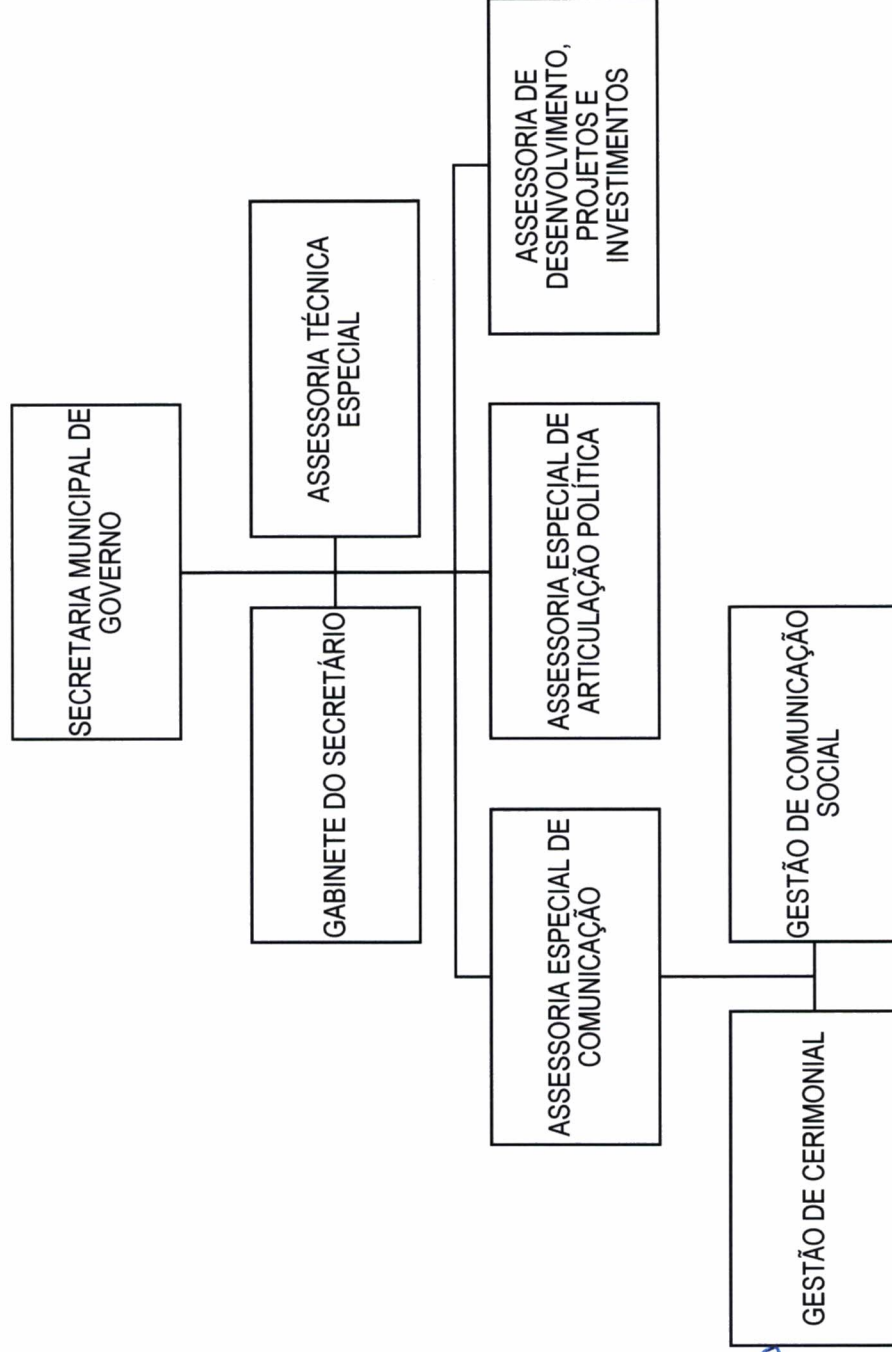 SECRETARIA MUNICIPAL DE
GOVERNO
GABINETE DO SECRETÁRIO
ASSESSORIA TÉCNICA
ESPECIAL
ASSESSORIA ESPECIAL DE
COMUNICAÇÃO
ASSESSORIA ESPECIAL DE
ARTICULAÇÃO POLÍTICA
ASSESSORIA DE
DESENVOLVIMENTO,
PROJETOS E
INVESTIMENTOS
GESTÃO DE CERIMONIAL
GESTÃO DE COMUNICAÇÃO
SOCIAL